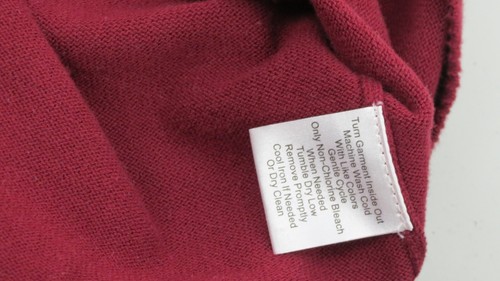 Turn Garment Inside Out
Machine Wash Cold
With Like Colors
Gentle Cycle
Only Non-Chlorine Bleach
When Needed
Tumble Dry Low
Remove Promptly
Cool Iron If Needed
Or Dry Clean